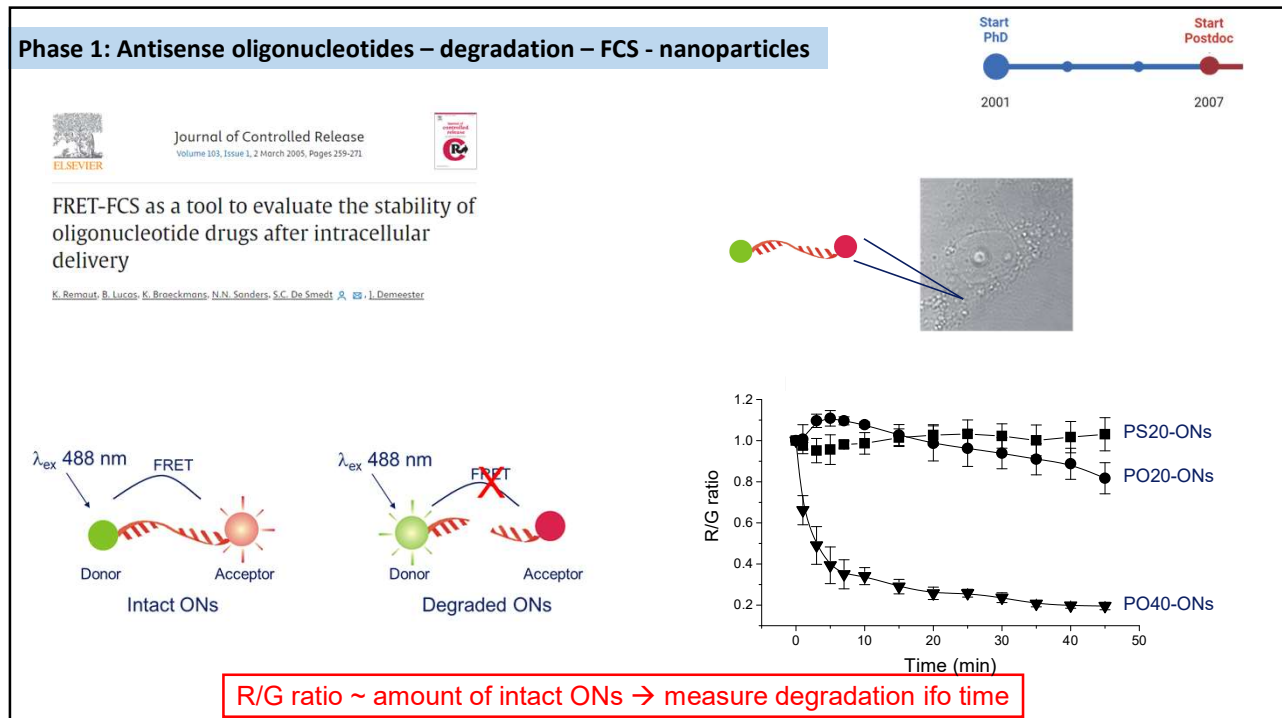 Phase 1: Antisense oligonucleotides – degradation – FCS - nanoparticles
Start
PhD
Start
Postdoc
2001
2007
ELSEVIER
Journal of Controlled Release
Volume 103, Issue 1, 2 March 2005, Pages 259-271
journal of
controlled
release
FRET-FCS as a tool to evaluate the stability of
oligonucleotide drugs after intracellular
delivery
K. Remaut, B. Lucas, K. Braeckmans, N.N. Sanders, S.C. De Smedt, J. Demeester
λex 488 nm
FRET
Donor
Acceptor
Intact ONs
λex 488 nm
FRET
Donor
Acceptor
Degraded ONs
R/G ratio
1.2
1.0
0.8
0.6
0.4
0.2
0
10
20
30
40
50
Time (min)
PS20-ONs
PO20-ONs
PO40-ONs
R/G ratio ~ amount of intact ONs → measure degradation ifo time